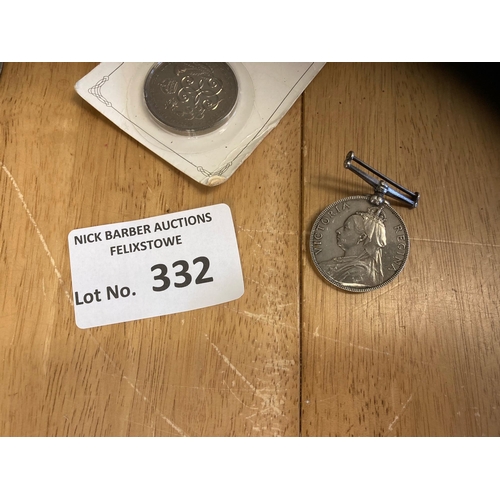 NICK BARBER AUCTIONS
FELIXSTOWE
Lot No. 332
VICTORIA REGINA